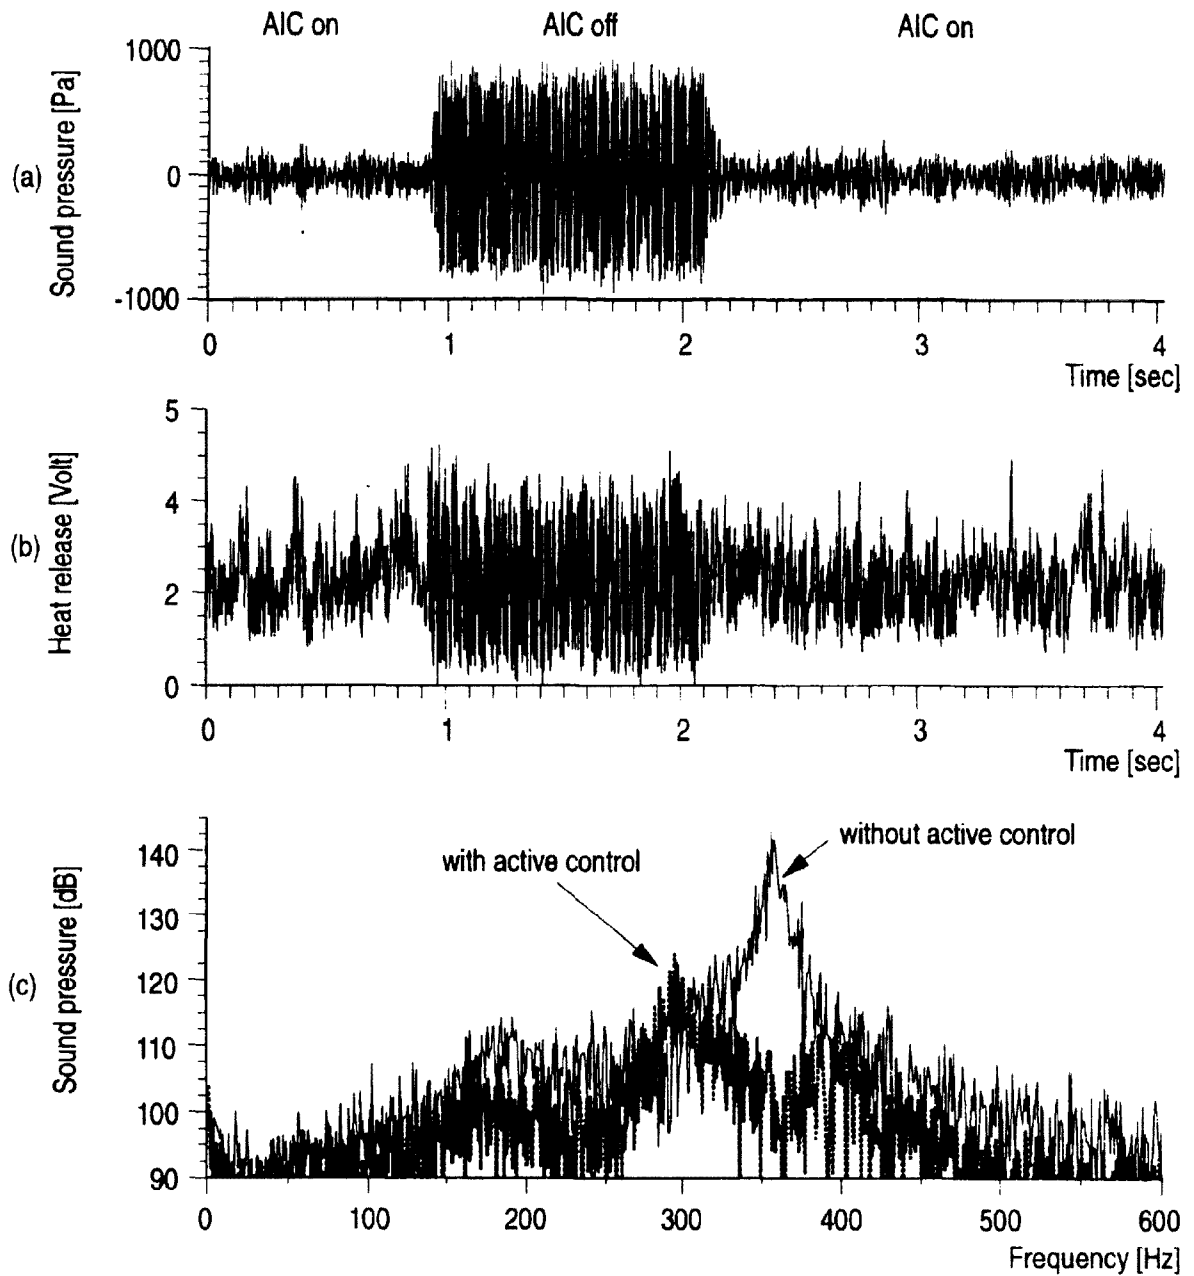 AIC on AIC off AIC on
1000
0
-1000
Sound pressure [Pa]
(a)
0 1 2 3 4
Time [sec]
5
4
3
2
0
Heat release [Volt]
(b)
0 1 2 3 4
Time [sec]
140
130
120
110
100
90
Sound pressure [dB]
(c)
with active control
without active control
0 100 200 300 400 500 600
Frequency [Hz]